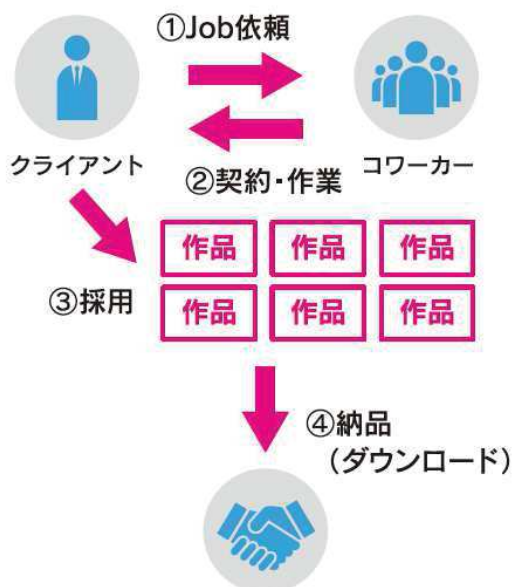 ①Job依頼
クライアント
コワーカー
②契約・作業
作品 作品 作品
③採用
作品 作品 作品
④納品
（ダウンロード）